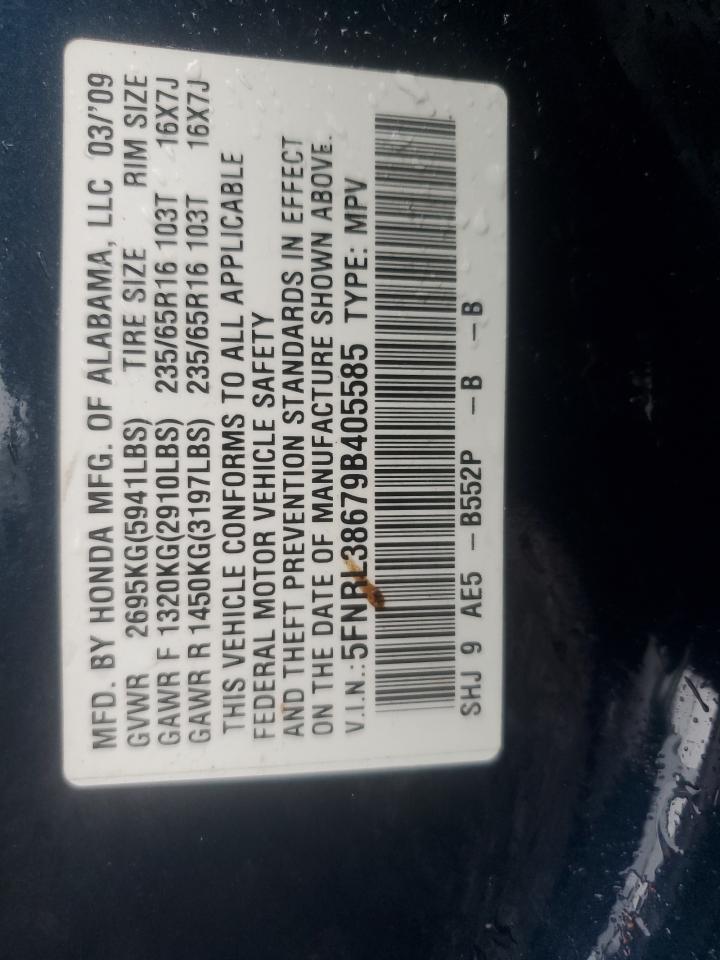 MFD. BY HONDA MFG. OF ALABAMA, LLC 03/'09
GVWR 2695KG(5941LBS) TIRE SIZE RIM SIZE
GAWR F 1320KG(2910LBS) 235/65R16 103T 16X7J
GAWR R 1450KG(3197LBS) 235/65R16 103T 16X7J
THIS VEHICLE CONFORMS TO ALL APPLICABLE
FEDERAL MOTOR VEHICLE SAFETY
AND THEFT PREVENTION STANDARDS IN EFFECT
ON THE DATE OF MANUFACTURE SHOWN ABOVE.
V.I.N.: 5FNRL38679B405585 TYPE: MPV
SHJ 9 AE5 -B552P -B -B